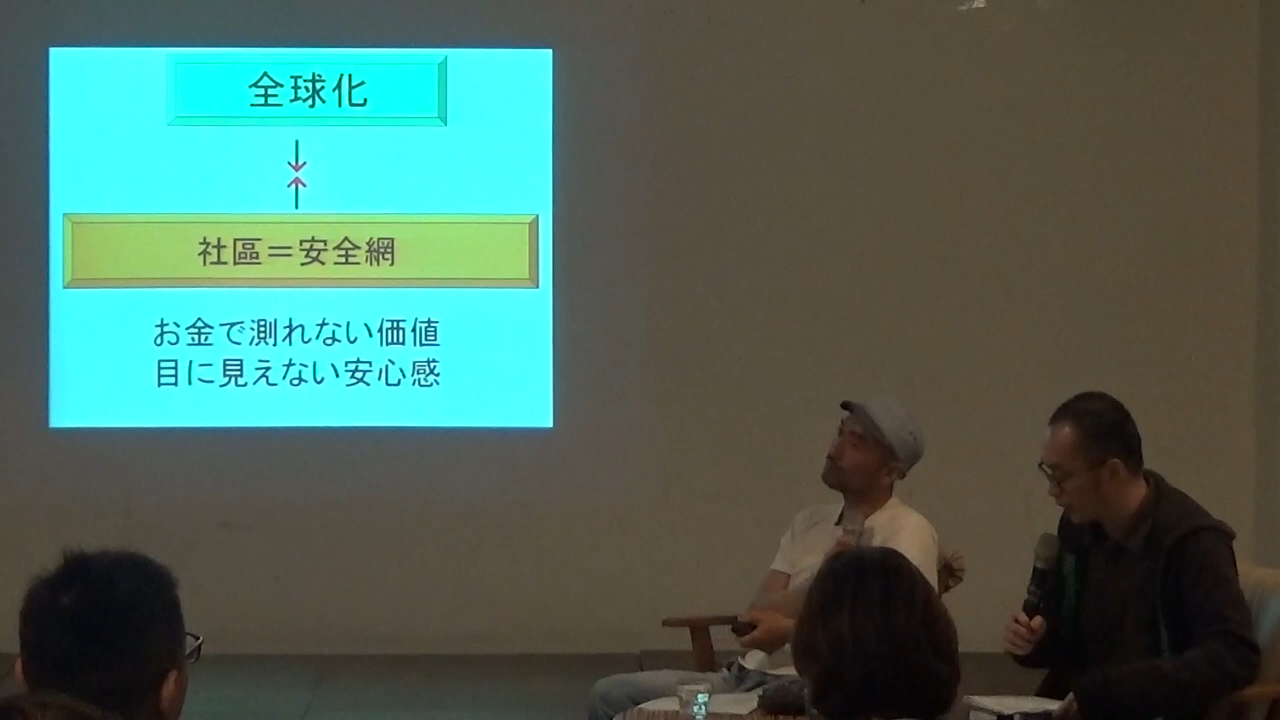 全球化
社區＝安全網
お金で測れない価値
目に見えない安心感